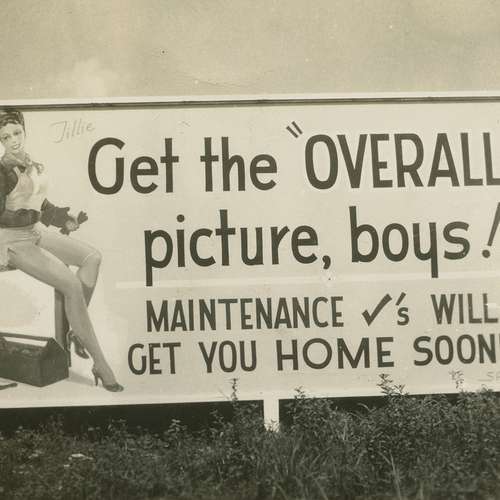 Tillie
Get the "OVERALL
picture, boys!
MAINTENANCE ✓'s WILL
GET YOU HOME SOON